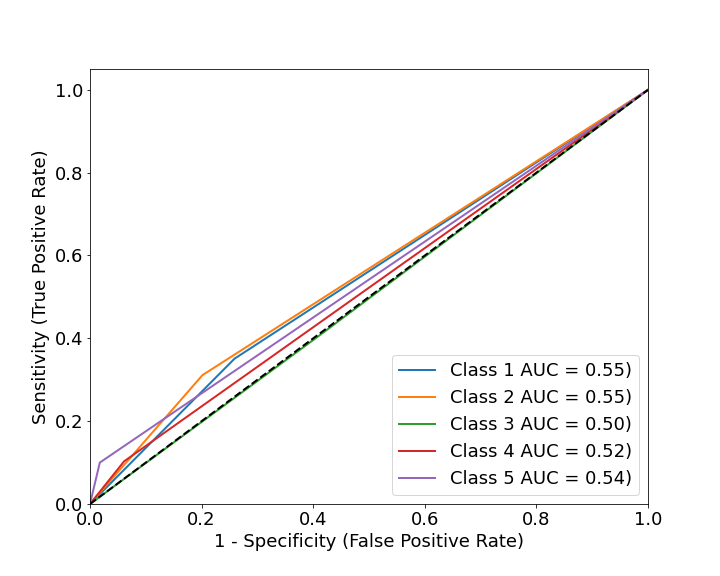 1.0
0.8
0.6
0.4
0.2
0.0
Sensitivity (True Positive Rate)
Class 1 AUC = 0.55)
Class 2 AUC = 0.55)
Class 3 AUC = 0.50)
Class 4 AUC = 0.52)
Class 5 AUC = 0.54)
0.0 0.2 0.4 0.6 0.8 1.0
1 - Specificity (False Positive Rate)